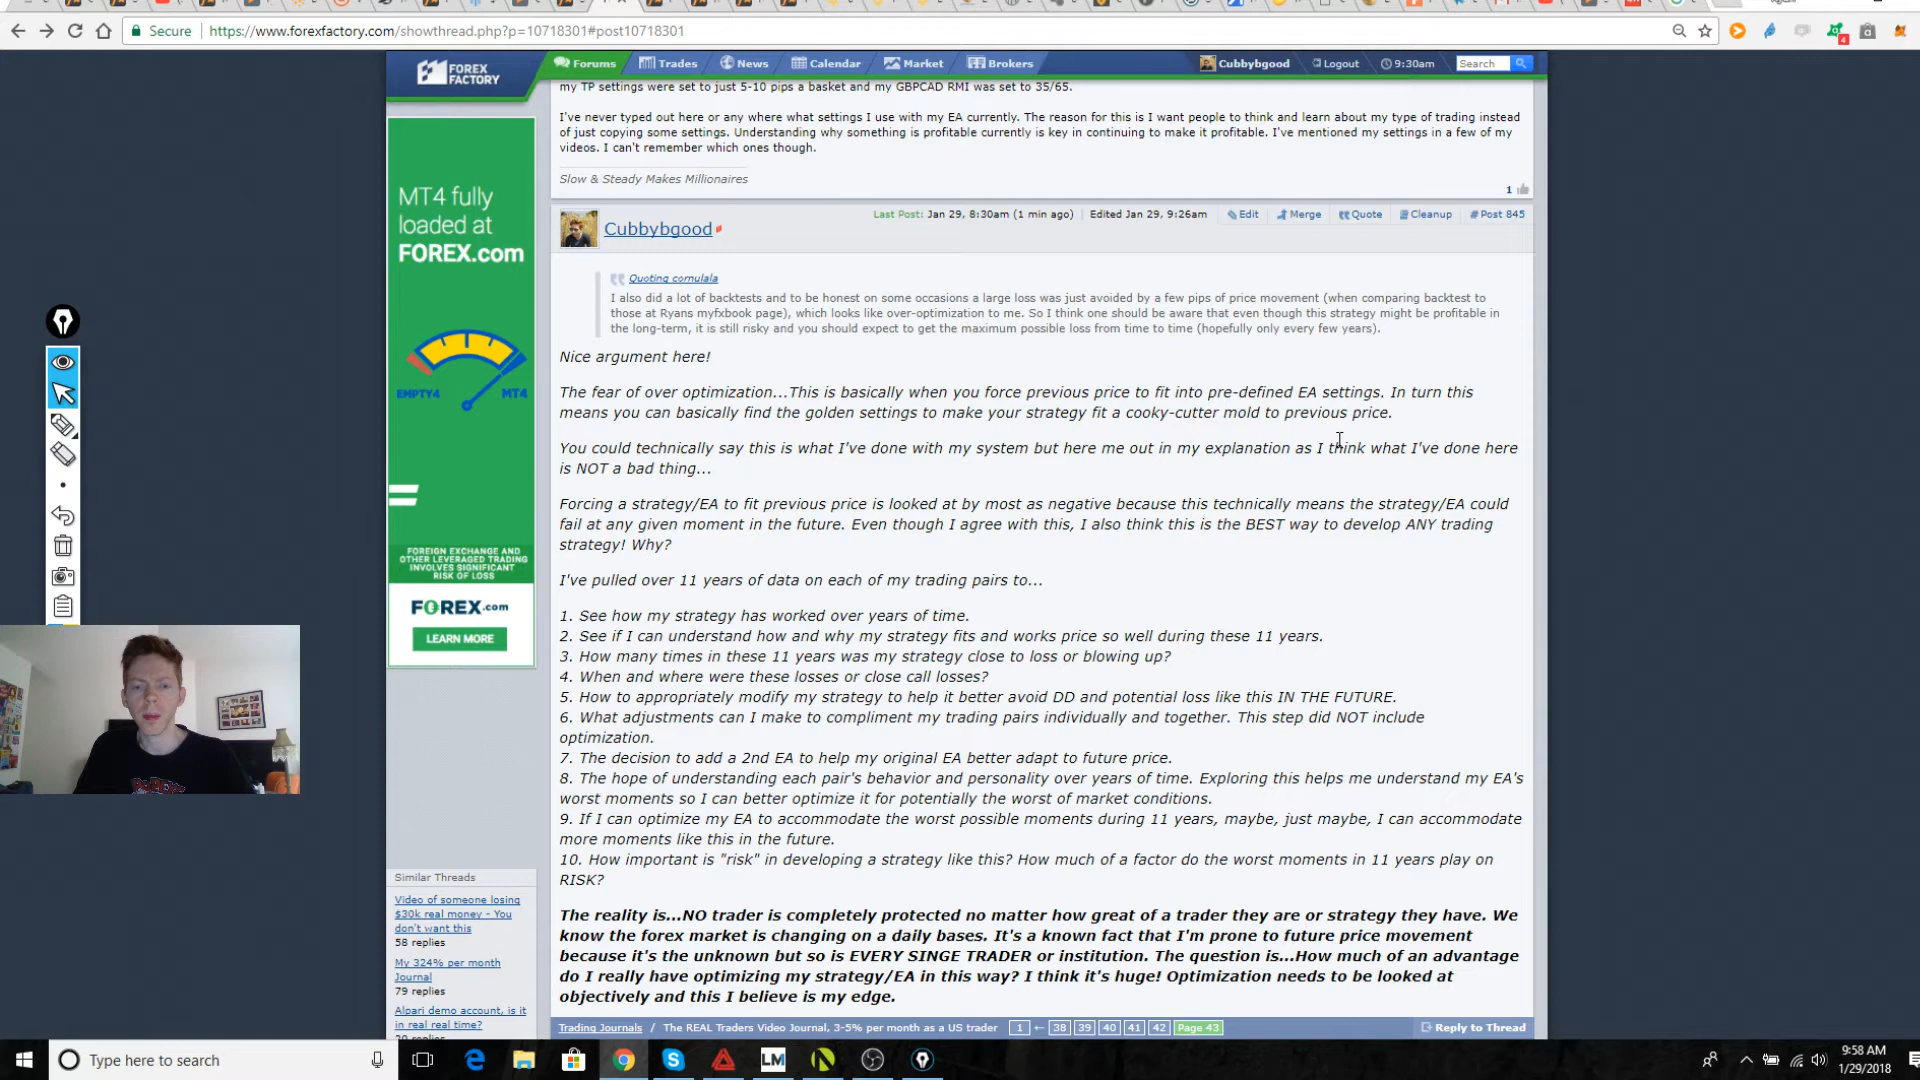 Secure
https://www.forexfactory.com/showthread.php?p=10718301#post10718301
4
FOREX
FACTORY
Forums
Trades
News
Calendar
Market
Brokers
Cubbybgood
Logout
9:30am
Search
my TP settings were set to just 5-10 pips a basket and my GBPCAD RMI was set to 35/65.
I've never typed out here or any where what settings I use with my EA currently. The reason for this is I want people to think and learn about my type of trading instead
of just copying some settings. Understanding why something is profitable currently is key in continuing to make it profitable. I've mentioned my settings in a few of my
videos. I can't remember which ones though.
Slow & Steady Makes Millionaires
1
Cubbybgood
Last Post: Jan 29, 8:30am (1 min ago)
Edited Jan 29, 9:26am
Edit
Merge
Quote
Cleanup
# Post 845
Quoting cornulala
I also did a lot of backtests and to be honest on some occasions a large loss was just avoided by a few pips of price movement (when comparing backtest to
those at Ryans myfxbook page), which looks like over-optimization to me. So I think one should be aware that even though this strategy might be profitable in
the long-term, it is still risky and you should expect to get the maximum possible loss from time to time (hopefully only every few years).
Nice argument here!
The fear of over optimization...This is basically when you force previous price to fit into pre-defined EA settings. In turn this
means you can basically find the golden settings to make your strategy fit a cooky-cutter mold to previous price.
You could technically say this is what I've done with my system but here me out in my explanation as I think what I've done here
is NOT a bad thing...
Forcing a strategy/EA to fit previous price is looked at by most as negative because this technically means the strategy/EA could
fail at any given moment in the future. Even though I agree with this, I also think this is the BEST way to develop ANY trading
strategy! Why?
I've pulled over 11 years of data on each of my trading pairs to...
1. See how my strategy has worked over years of time.
2. See if I can understand how and why my strategy fits and works price so well during these 11 years.
3. How many times in these 11 years was my strategy close to loss or blowing up?
4. When and where were these losses or close call losses?
5. How to appropriately modify my strategy to help it better avoid DD and potential loss like this IN THE FUTURE.
6. What adjustments can I make to compliment my trading pairs individually and together. This step did NOT include
optimization.
7. The decision to add a 2nd EA to help my original EA better adapt to future price.
8. The hope of understanding each pair's behavior and personality over years of time. Exploring this helps me understand my EA's
worst moments so I can better optimize it for potentially the worst of market conditions.
9. If I can optimize my EA to accommodate the worst possible moments during 11 years, maybe, just maybe, I can accommodate
more moments like this in the future.
10. How important is "risk" in developing a strategy like this? How much of a factor do the worst moments in 11 years play on
RISK?
The reality is...NO trader is completely protected no matter how great of a trader they are or strategy they have. We
know the forex market is changing on a daily bases. It's a known fact that I'm prone to future price movement
because it's the unknown but so is EVERY SINGE TRADER or institution. The question is...How much of an advantage
do I really have optimizing my strategy/EA in this way? I think it's huge! Optimization needs to be looked at
objectively and this I believe is my edge.
MT4 fully
loaded at
FOREX.com
EMPTY4
MT4
FOREIGN EXCHANGE AND
OTHER LEVERAGED TRADING
INVOLVES SIGNIFICANT
RISK OF LOSS
FOREX.com
LEARN MORE
Similar Threads
Video of someone losing
$30k real money - You
don't want this
58 replies
My 324% per month
Journal
79 replies
Alpari demo account, is it
in real real time?
Trading Journals / The REAL Traders Video Journal, 3-5% per month as a US trader
1 ← 38 39 40 41 42 Page 43
Reply to Thread
Type here to search
LM
9:58 AM
1/29/2018